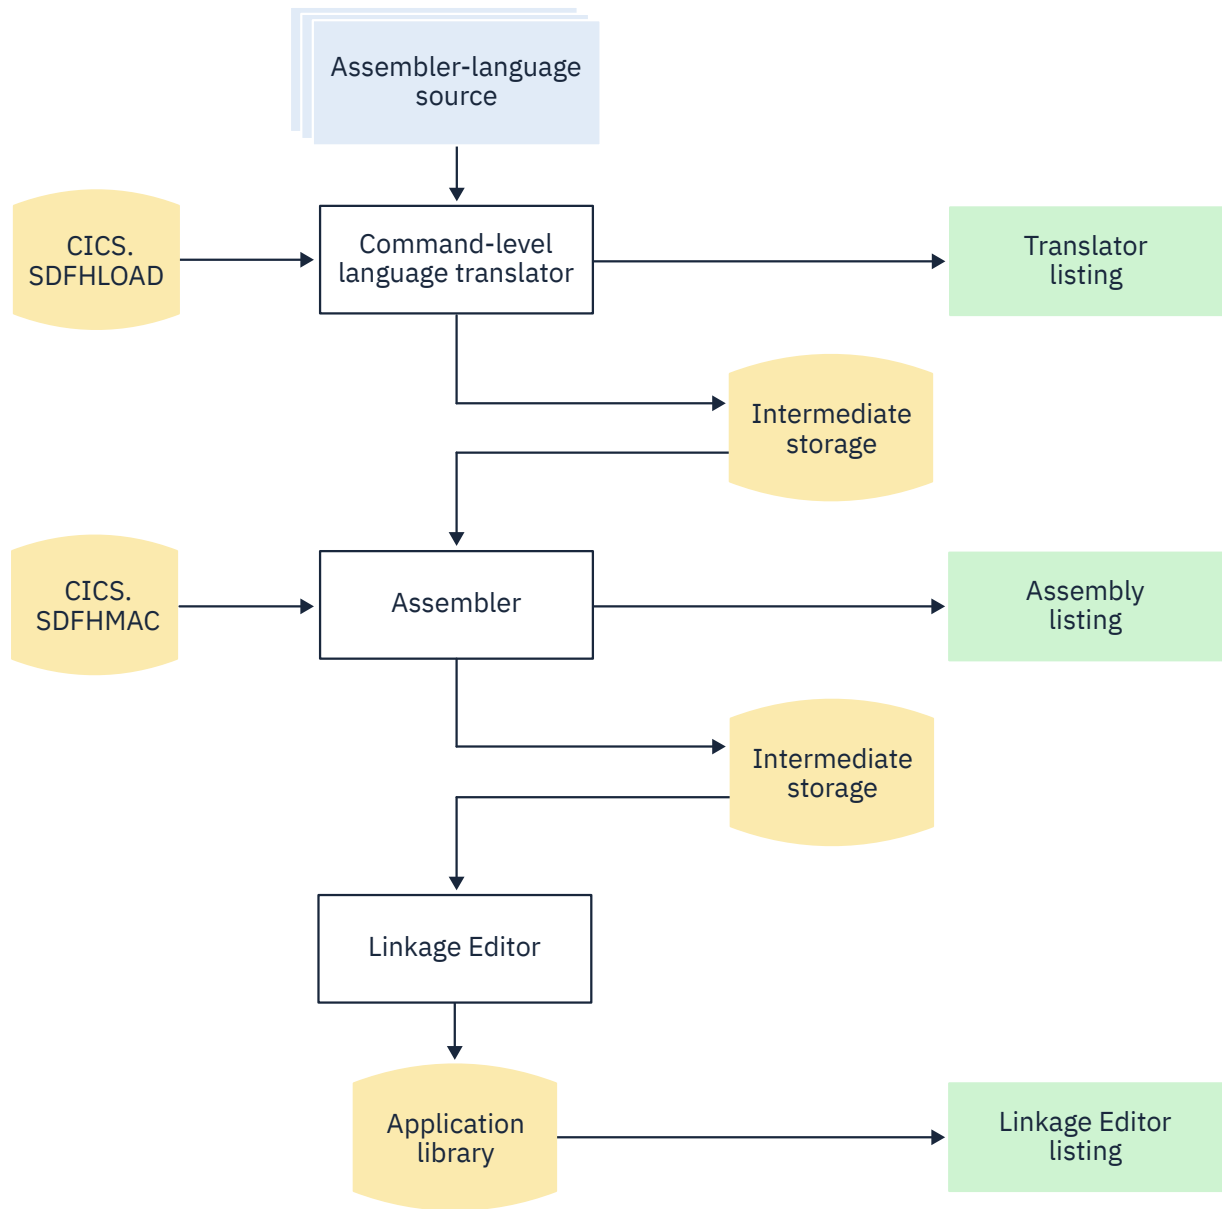 Assembler-language
source
CICS.
SDFHLOAD
Command-level
language translator
Translator
listing
Intermediate
storage
CICS.
SDFHMAC
Assembler
Assembly
listing
Intermediate
storage
Linkage Editor
Application
library
Linkage Editor
listing